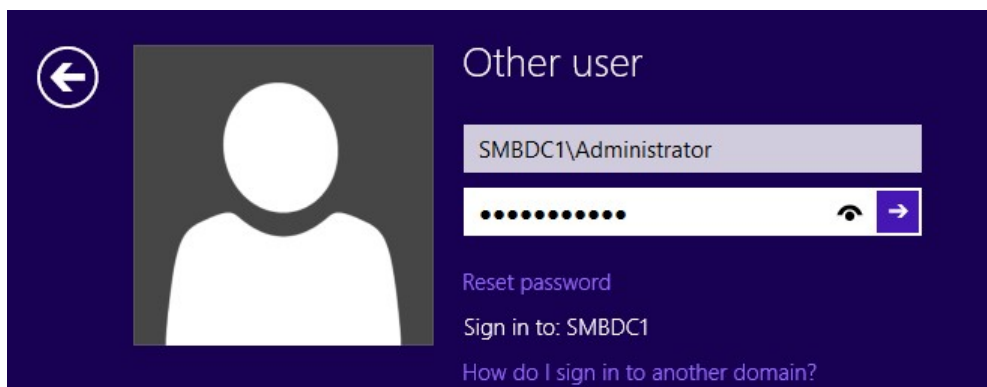 Other user
SMBDC1\Administrator
●●●●●●●●●●●
Reset password
Sign in to: SMBDC1
How do I sign in to another domain?